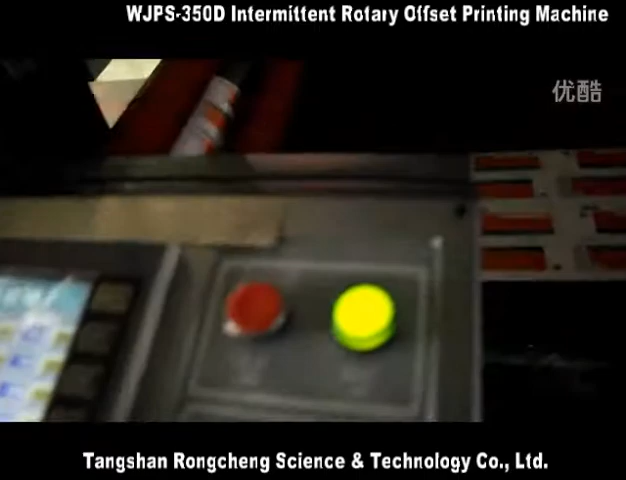 WJPS-350D Intermittent Rotary Offset Printing Machine
优酷
Tangshan Rongcheng Science & Technology Co., Ltd.